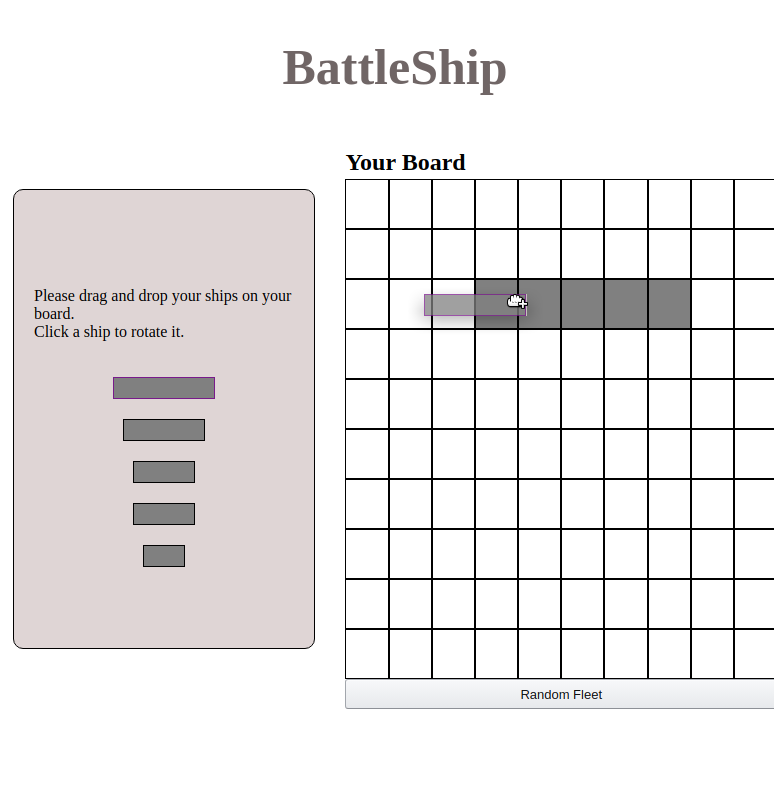 BattleShip
Your Board
Please drag and drop your ships on your
board.
Click a ship to rotate it.
Random Fleet